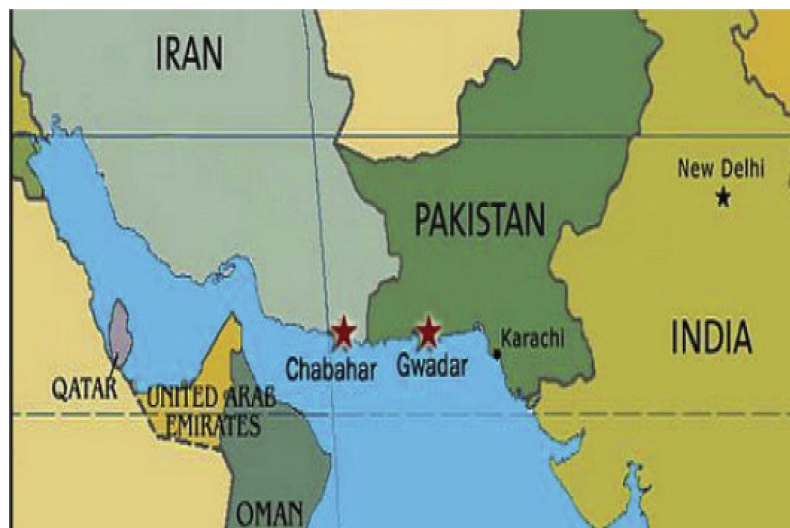 IRAN
New Delhi
PAKISTAN
Karachi
INDIA
Chabahar
Gwadar
QATAR
UNITED ARAB
EMIRATES
OMAN